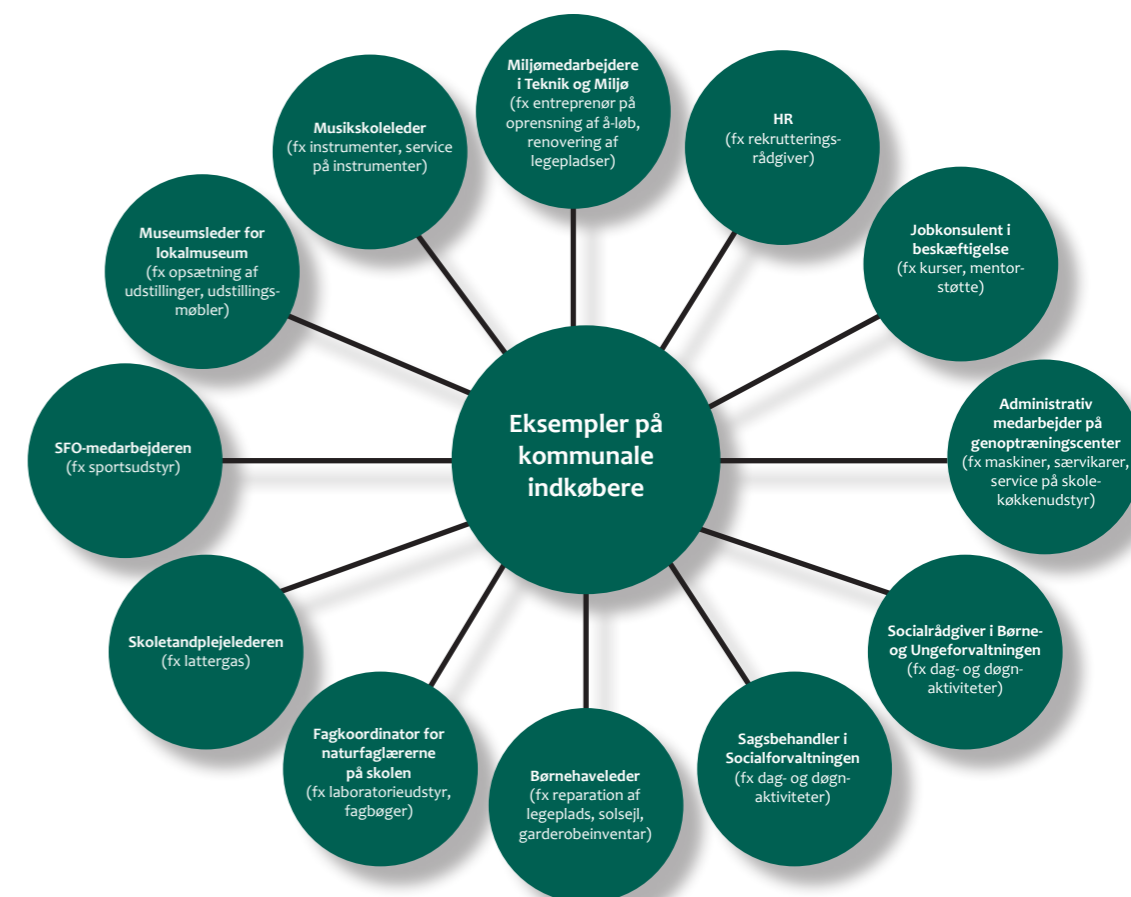 Eksempler på
kommunale
indkøbere
Miljømedarbejdere
i Teknik og Miljø
(fx entreprenør på
oprensning af å-løb,
renovering af
legepladser)
HR
(fx rekrutterings-
rådgiver)
Jobkonsulent i
beskæftigelse
(fx kurser, mentor-
støtte)
Administrativ
medarbejder på
genoptræningscenter
(fx maskiner, særvikarer,
service på skole-
køkkenudstyr)
Socialrådgiver i Børne-
og Ungeforvaltningen
(fx dag- og døgn-
aktiviteter)
Sagsbehandler i
Socialforvaltningen
(fx dag- og døgn-
aktiviteter)
Børnehaveleder
(fx reparation af
legeplads, solsejl,
garderobeinventar)
Fagkoordinator for
naturfaglærerne
på skolen
(fx laboratorieudstyr,
fagbøger)
Skoletandplejelederen
(fx lattergas)
SFO-medarbejderen
(fx sportsudstyr)
Museumsleder for
lokalmuseum
(fx opsætning af
udstillinger, udstillings-
møbler)
Musikskoleleder
(fx instrumenter, service
på instrumenter)